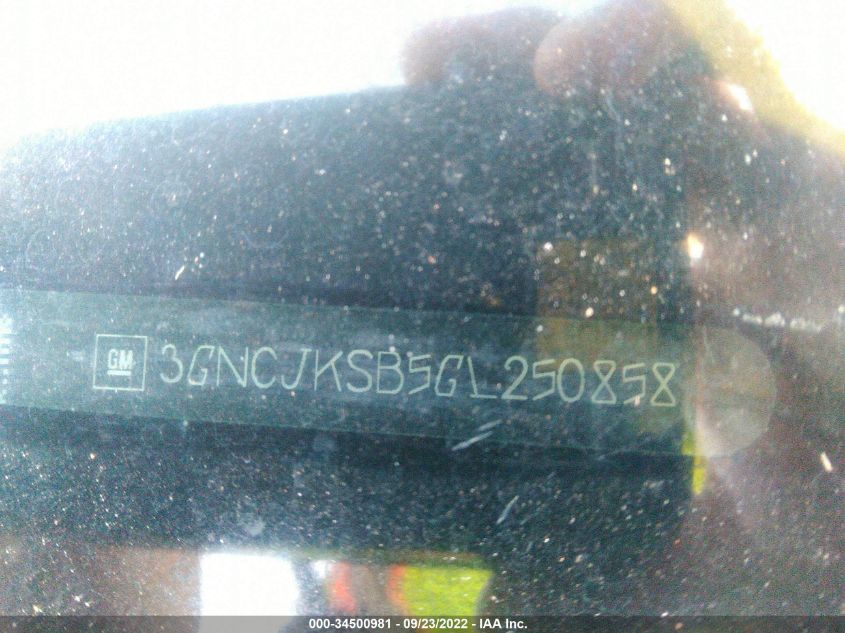 GM 3GNCJKSB5GL250858
000-34500981 - 09/23/2022 - IAA Inc.